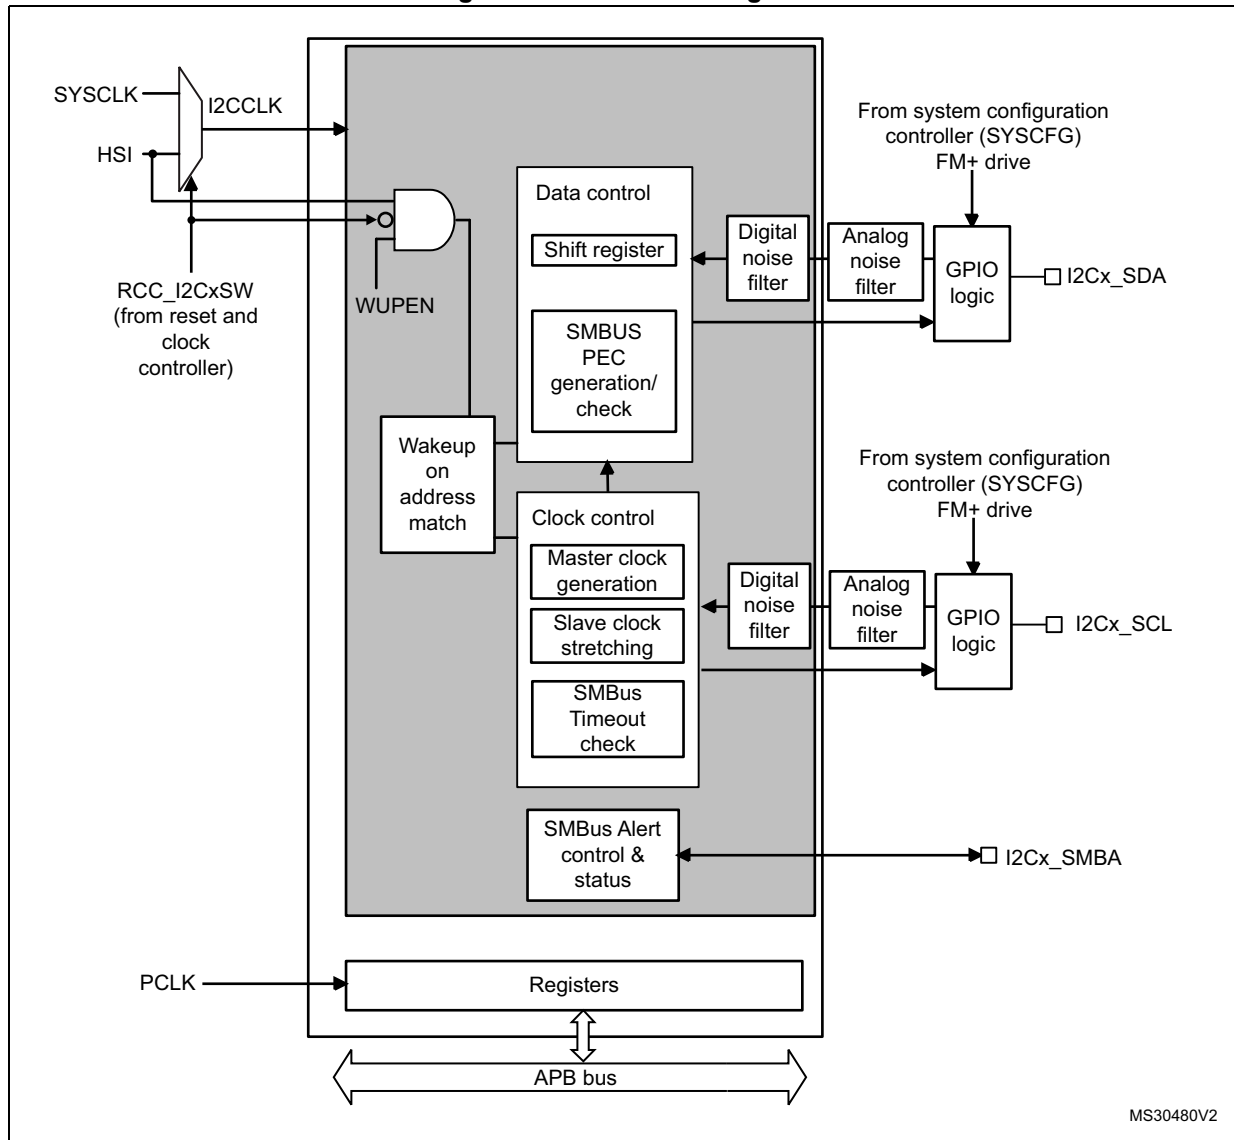 SYSCLK
I2CCLK
HSI
RCC_I2CxSW
(from reset and
clock
controller)
WUPEN
Data control
Shift register
SMBUS
PEC
generation/
check
Wakeup
on
address
match
Clock control
Master clock
generation
Slave clock
stretching
SMBus
Timeout
check
SMBus Alert
control &
status
Digital
noise
filter
Analog
noise
filter
From system configuration
controller (SYSCFG)
FM+ drive
GPIO
logic
I2Cx_SDA
From system configuration
controller (SYSCFG)
FM+ drive
Digital
noise
filter
Analog
noise
filter
GPIO
logic
I2Cx_SCL
I2Cx_SMBA
PCLK
Registers
APB bus
MS30480V2